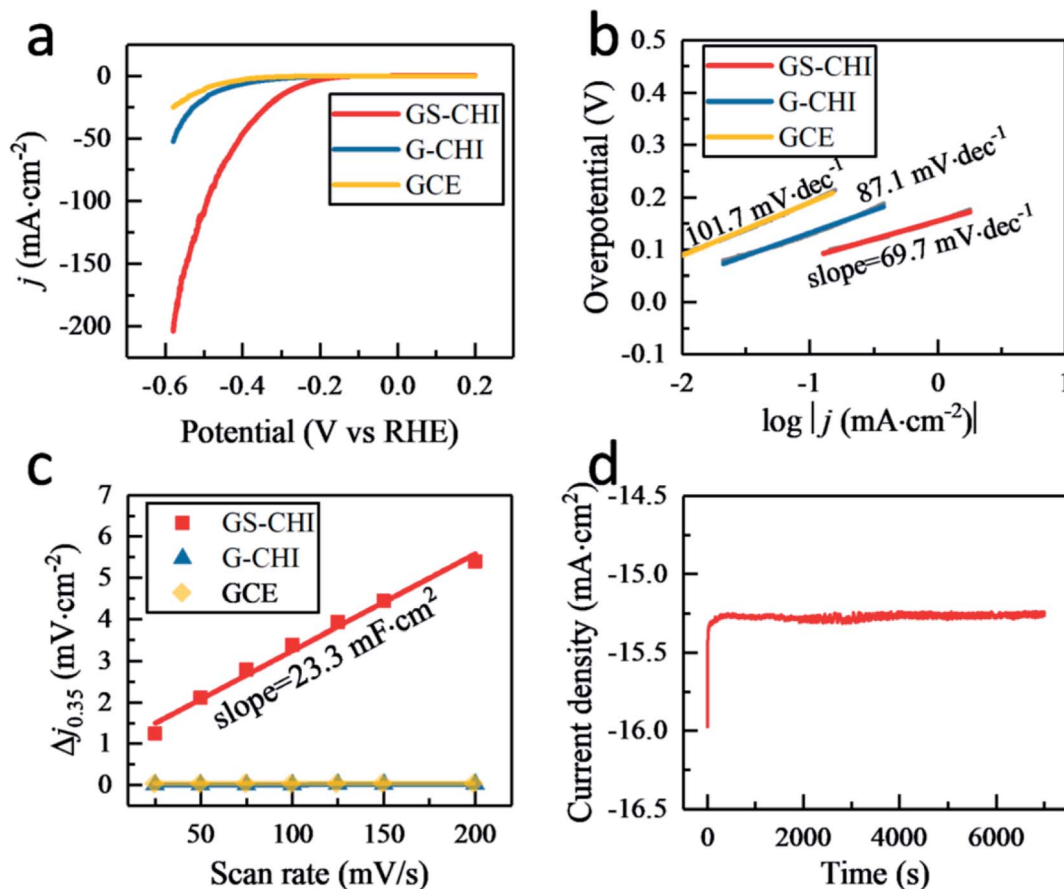 a
0
-50
-100
-150
-200
-0.6
-0.4
-0.2
0.0
0.2
j (mA·cm⁻²)
Potential (V vs RHE)
GS-CHI
G-CHI
GCE
b
0.5
0.4
0.3
0.2
0.1
0.0
-0.1
-2
-1
0
1
Overpotential (V)
log |j (mA·cm⁻²)|
GS-CHI
G-CHI
GCE
101.7 mV·dec⁻¹
87.1 mV·dec⁻¹
slope=69.7 mV·dec⁻¹
c
7
6
5
4
3
2
1
0
50
100
150
200
Δj₀.₃₅ (mV·cm⁻²)
Scan rate (mV/s)
GS-CHI
G-CHI
GCE
slope=23.3 mF·cm²
d
-14.5
-15.0
-15.5
-16.0
-16.5
0
2000
4000
6000
Current density (mA·cm²)
Time (s)